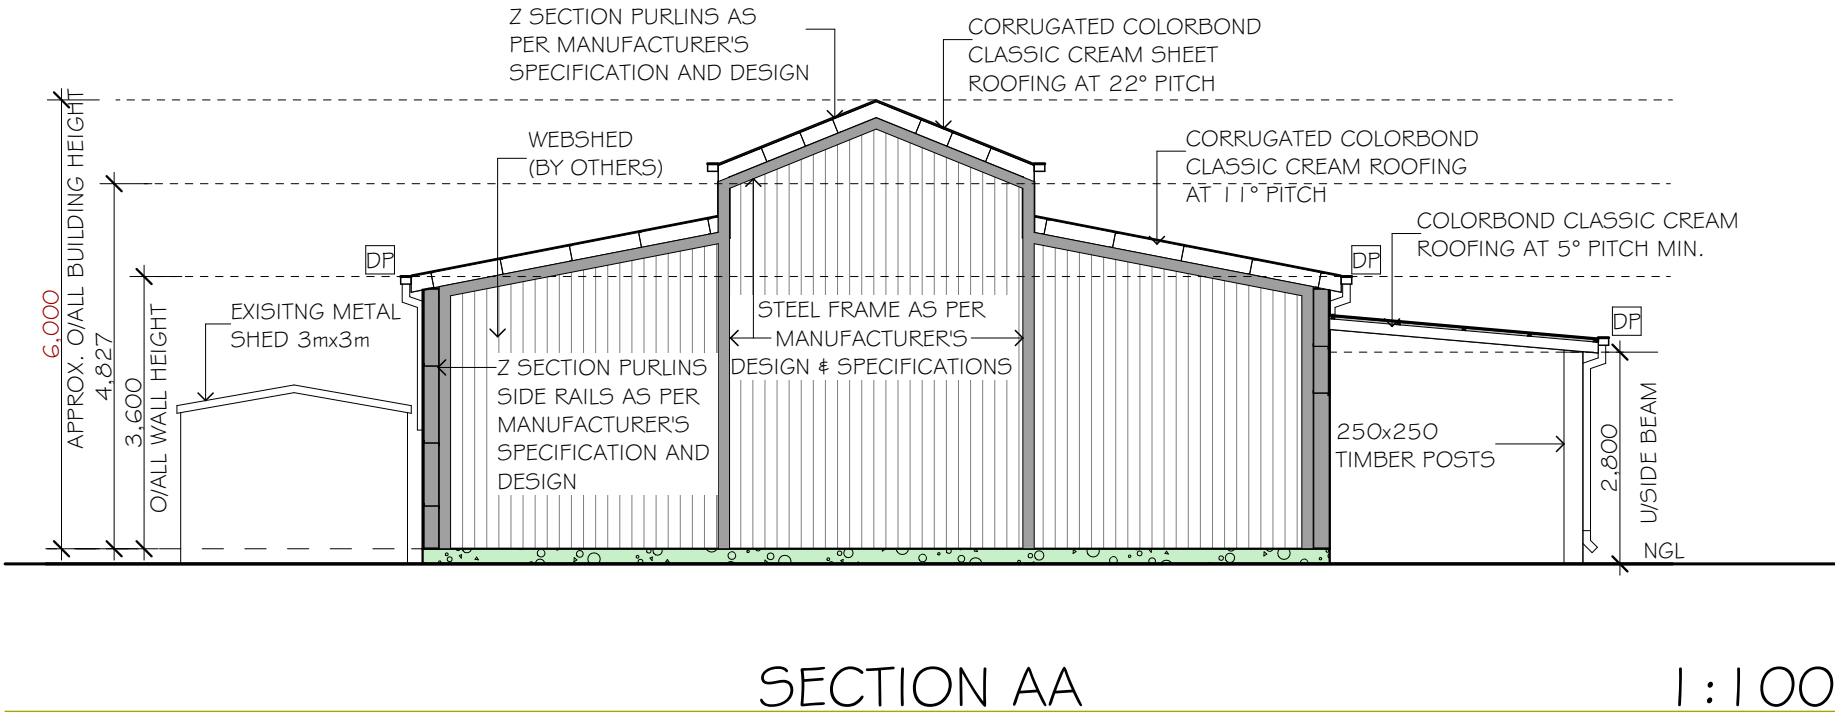 Z SECTION PURLINS AS
PER MANUFACTURER'S
SPECIFICATION AND DESIGN
CORRUGATED COLORBOND
CLASSIC CREAM SHEET
ROOFING AT 22° PITCH
WEBSHED
(BY OTHERS)
CORRUGATED COLORBOND
CLASSIC CREAM ROOFING
AT 11° PITCH
COLORBOND CLASSIC CREAM
ROOFING AT 5° PITCH MIN.
DP
DP
DP
6,000
APPROX. O/ALL BUILDING HEIGHT
4,827
3,600
O/ALL WALL HEIGHT
EXISITNG METAL
SHED 3mx3m
STEEL FRAME AS PER
MANUFACTURER'S
DESIGN & SPECIFICATIONS
Z SECTION PURLINS
SIDE RAILS AS PER
MANUFACTURER'S
SPECIFICATION AND
DESIGN
250x250
TIMBER POSTS
2,800
U/SIDE BEAM
NGL
SECTION AA
1:100